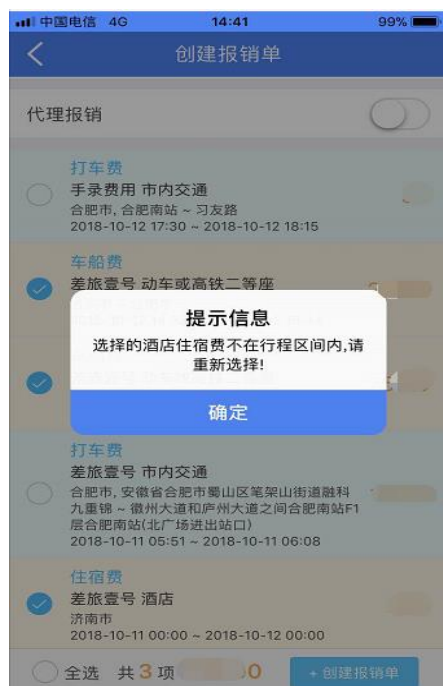 中国电信 4G 14:41 99%
创建报销单
代理报销
打车费
手录费用 市内交通
合肥市, 合肥南站 ~ 习友路
2018-10-12 17:30 ~ 2018-10-12 18:15
车船费
差旅壹号 动车或高铁二等座
提示信息
选择的酒店住宿费不在行程区间内,请
重新选择!
确定
打车费
差旅壹号 市内交通
合肥市, 安徽省合肥市蜀山区笔架山街道融科
九重锦 ~ 徽州大道和庐州大道之间合肥南站F1
层合肥南站(北广场进出站口)
2018-10-11 05:51 ~ 2018-10-11 06:08
住宿费
差旅壹号 酒店
济南市
2018-10-11 00:00 ~ 2018-10-12 00:00
全选 共3项 0 + 创建报销单